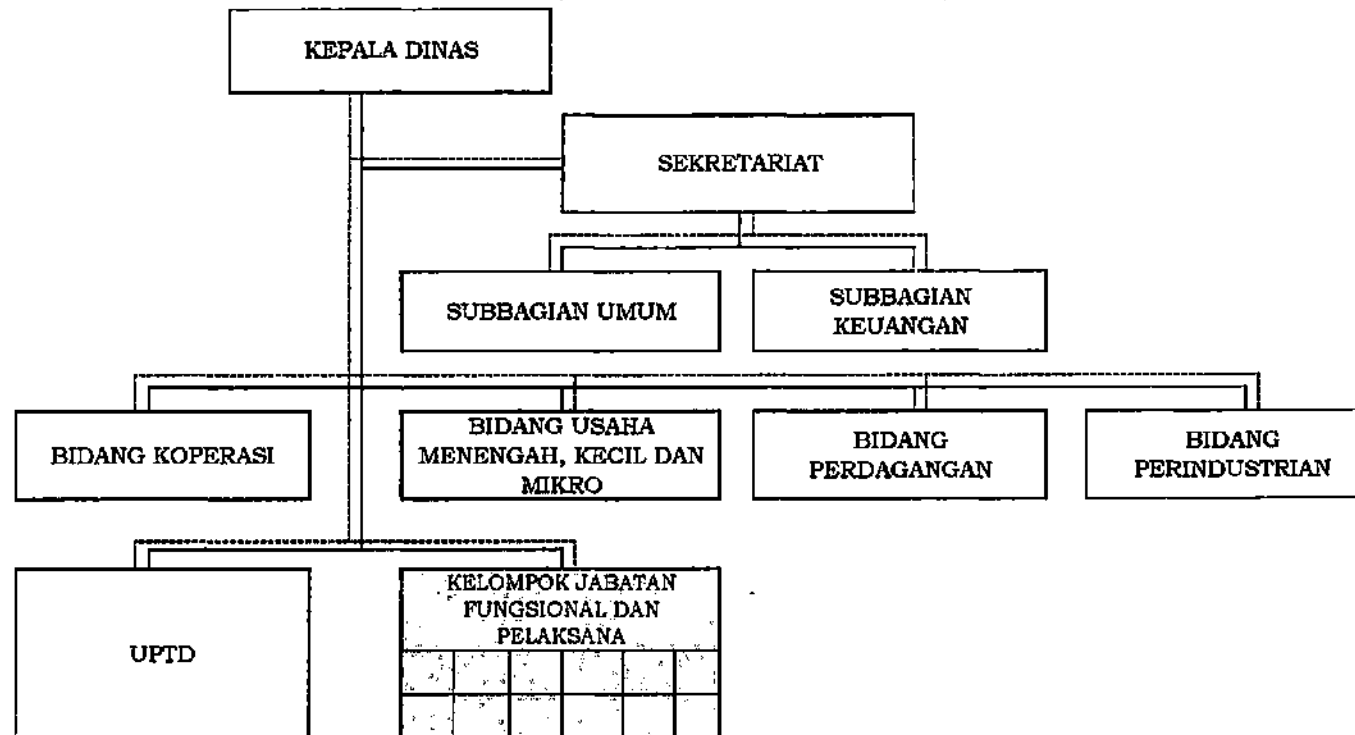 KEPALA DINAS
SEKRETARIAT
SUBBAGIAN UMUM
SUBBAGIAN
KEUANGAN
BIDANG KOPERASI
BIDANG USAHA
MENENGAH, KECIL DAN
MIKRO
BIDANG
PERDAGANGAN
BIDANG
PERINDUSTRIAN
UPTD
KELOMPOK JABATAN
FUNGSIONAL DAN
PELAKSANA